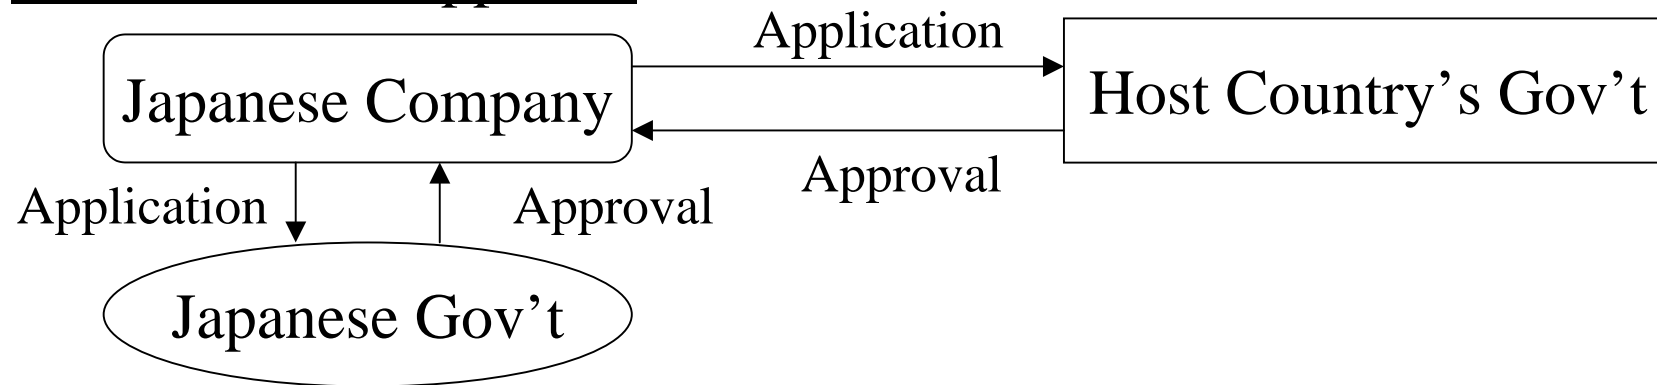 Application
Japanese Company
Host Country’s Gov’t
Approval
Application
Approval
Japanese Gov’t